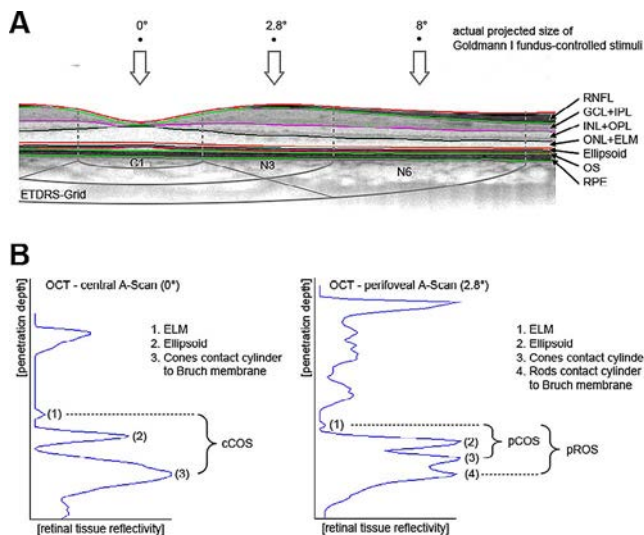 A
0°
2.8°
8°
actual projected size of
Goldmann I fundus-controlled stimuli
RNFL
GCL+IPL
INL+OPL
ONL+ELM
Ellipsoid
OS
RPE
C1
N3
N6
ETDRS-Grid
B
OCT - central A-Scan (0°)
[penetration depth]
1. ELM
2. Ellipsoid
3. Cones contact cylinder
to Bruch membrane
(1)
(2)
(3)
cCOS
[retinal tissue reflectivity]
OCT - perifoveal A-Scan (2.8°)
[penetration depth]
1. ELM
2. Ellipsoid
3. Cones contact cylinde
4. Rods contact cylinder
to Bruch membrane
(1)
(2)
(3)
(4)
pCOS
pROS
[retinal tissue reflectivity]